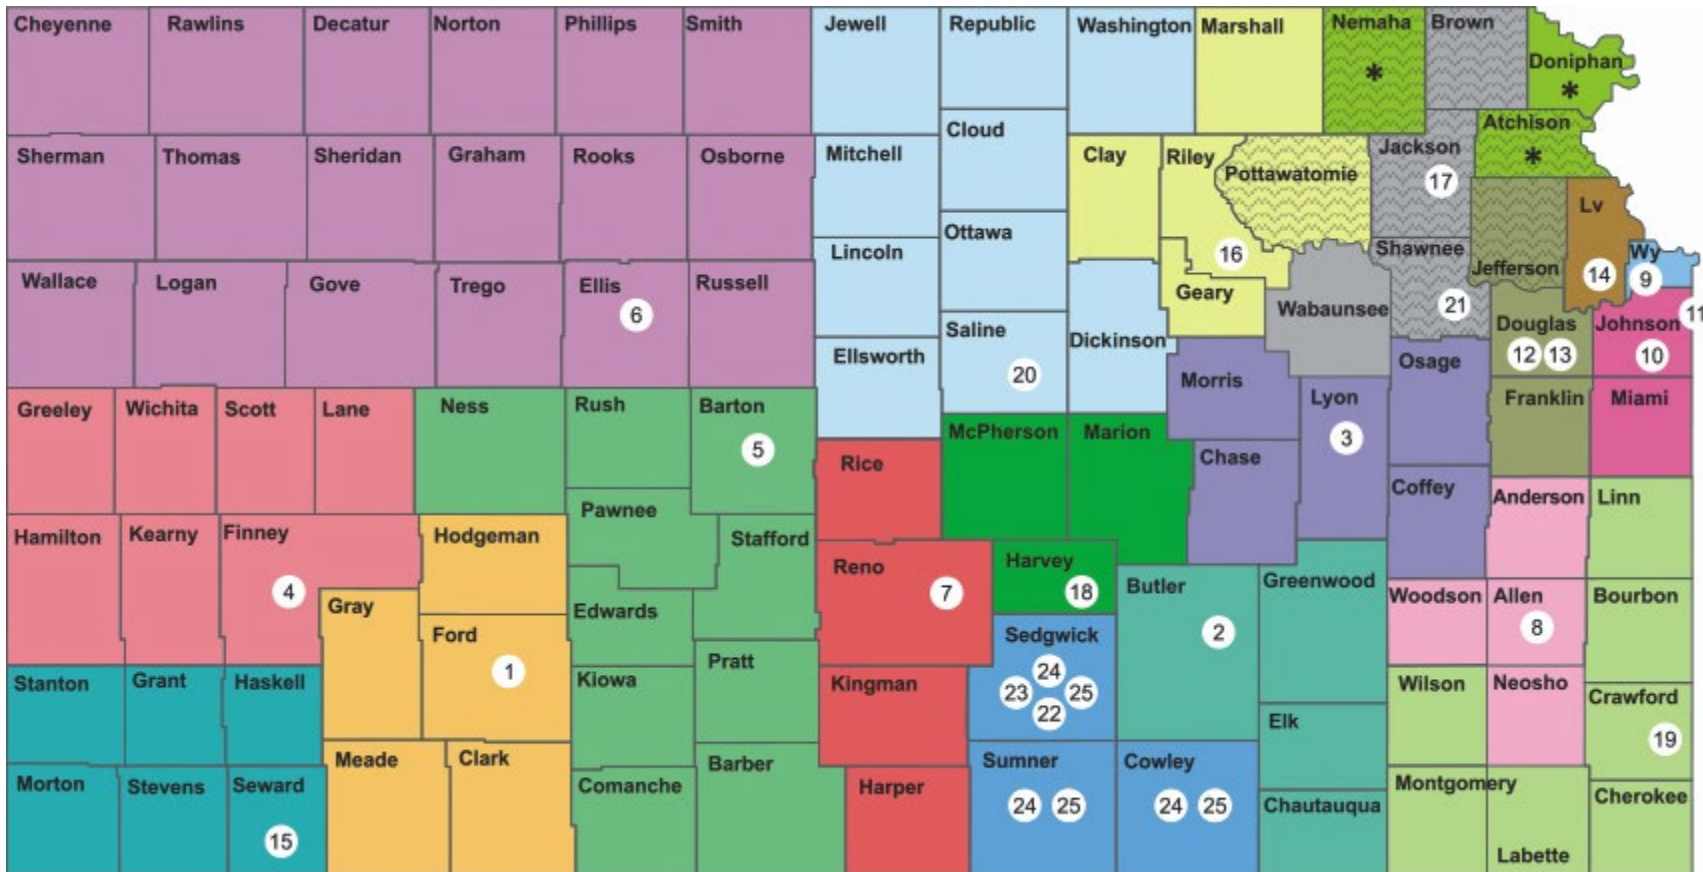 Cheyenne
Rawlins
Decatur
Norton
Phillips
Smith
Jewell
Republic
Washington
Marshall
Nemaha
*
Brown
Doniphan
*
Cloud
Atchison
*
Sherman
Thomas
Sheridan
Graham
Rooks
Osborne
Mitchell
Clay
Riley
16
Pottawatomie
Jackson
17
Lv
14
Ottawa
Lincoln
Shawnee
21
Jefferson
Wy
9
Wallace
Logan
Gove
Trego
Ellis
6
Russell
Geary
Wabaunsee
Saline
20
Dickinson
Douglas
12 13
Johnson
11
10
Ellsworth
Osage
Morris
Greeley
Wichita
Scott
Lane
Ness
Rush
Barton
5
Lyon
3
Franklin
Miami
McPherson
Marion
Rice
Chase
Coffey
Anderson
Linn
Pawnee
Hamilton
Kearny
Finney
4
Hodgeman
Stafford
Reno
7
Harvey
18
Butler
2
Greenwood
Woodson
Allen
8
Bourbon
Gray
Edwards
Ford
1
Sedgwick
24
23 25
22
Pratt
Stanton
Grant
Haskell
Kiowa
Kingman
Wilson
Neosho
Crawford
19
Elk
Meade
Clark
Barber
Sumner
24 25
Cowley
24 25
Morton
Stevens
Seward
15
Comanche
Harper
Chautauqua
Montgomery
Cherokee
Labette